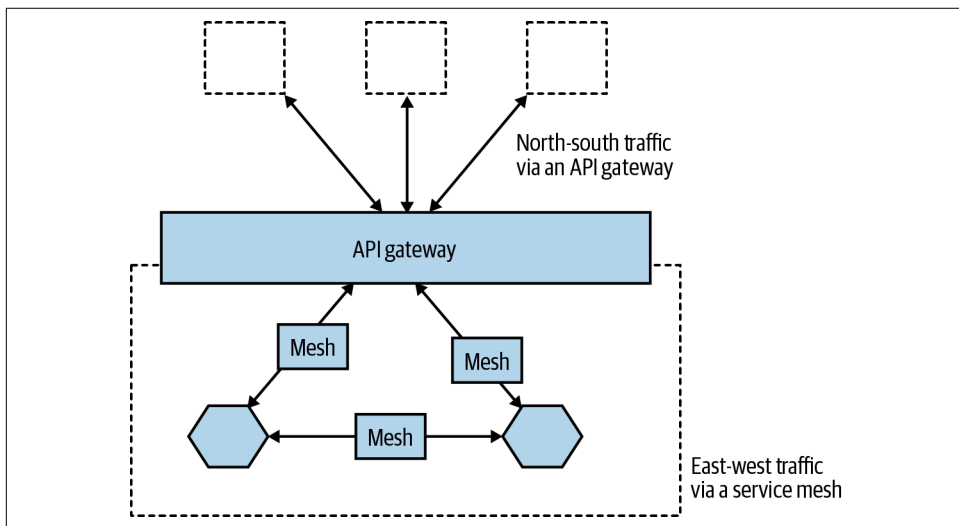 North-south traffic
via an API gateway
API gateway
Mesh
Mesh
Mesh
East-west traffic
via a service mesh